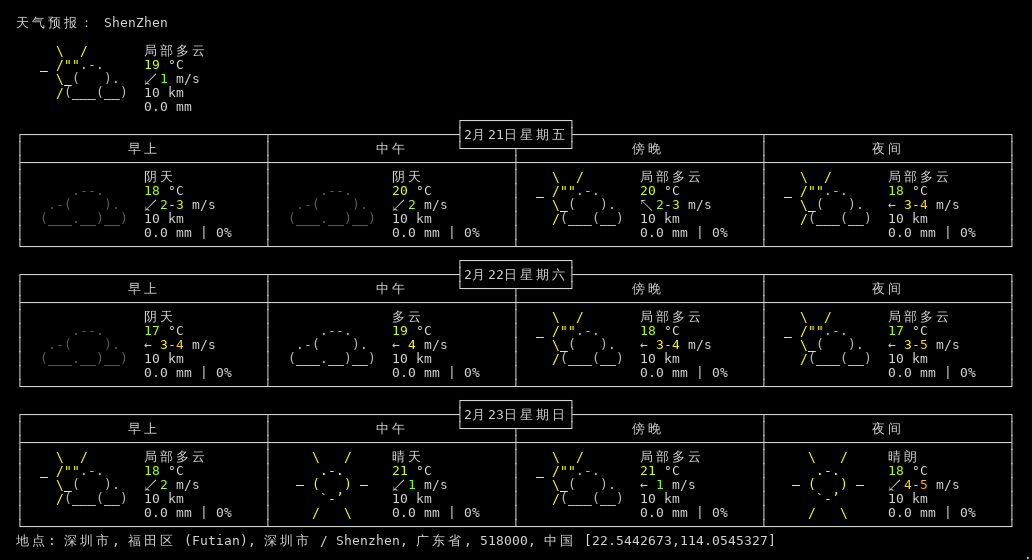 天气预报： ShenZhen
局部多云
19 °C
↙ 1 m/s
10 km
0.0 mm
2月21日星期五
早上 中午 傍晚 夜间
阴天 阴天 局部多云 局部多云
18 °C 20 °C 20 °C 18 °C
↙ 2-3 m/s ↙ 2 m/s ↖ 2-3 m/s ← 3-4 m/s
10 km 10 km 10 km 10 km
0.0 mm | 0% 0.0 mm | 0% 0.0 mm | 0% 0.0 mm | 0%
2月22日星期六
早上 中午 傍晚 夜间
阴天 多云 局部多云 局部多云
17 °C 19 °C 18 °C 17 °C
← 3-4 m/s ← 4 m/s ← 3-4 m/s ← 3-5 m/s
10 km 10 km 10 km 10 km
0.0 mm | 0% 0.0 mm | 0% 0.0 mm | 0% 0.0 mm | 0%
2月23日星期日
早上 中午 傍晚 夜间
局部多云 晴天 局部多云 晴朗
18 °C 21 °C 21 °C 18 °C
↙ 2 m/s ↙ 1 m/s ← 1 m/s ↙ 4-5 m/s
10 km 10 km 10 km 10 km
0.0 mm | 0% 0.0 mm | 0% 0.0 mm | 0% 0.0 mm | 0%
地点: 深圳市, 福田区 (Futian), 深圳市 / Shenzhen, 广东省, 518000, 中国 [22.5442673,114.0545327]